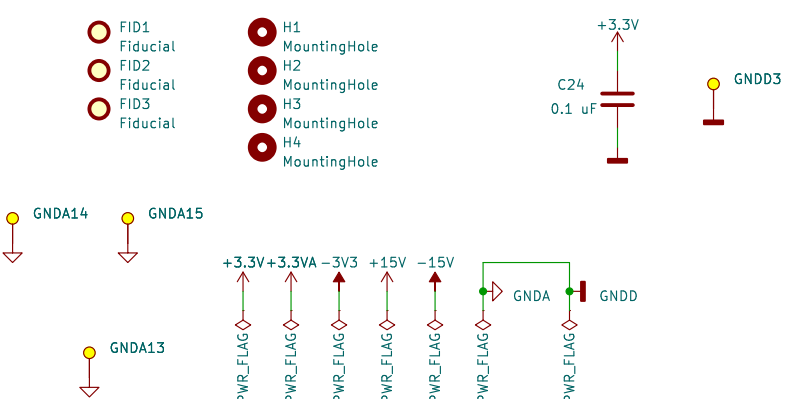 FID1
Fiducial
FID2
Fiducial
FID3
Fiducial
H1
MountingHole
H2
MountingHole
H3
MountingHole
H4
MountingHole
+3.3V
C24
0.1 uF
GNDD3
GNDA14
GNDA15
+3.3V
+3.3VA
-3V3
+15V
-15V
GNDA
GNDD
PWR_FLAG
PWR_FLAG
PWR_FLAG
PWR_FLAG
PWR_FLAG
PWR_FLAG
PWR_FLAG
GNDA13